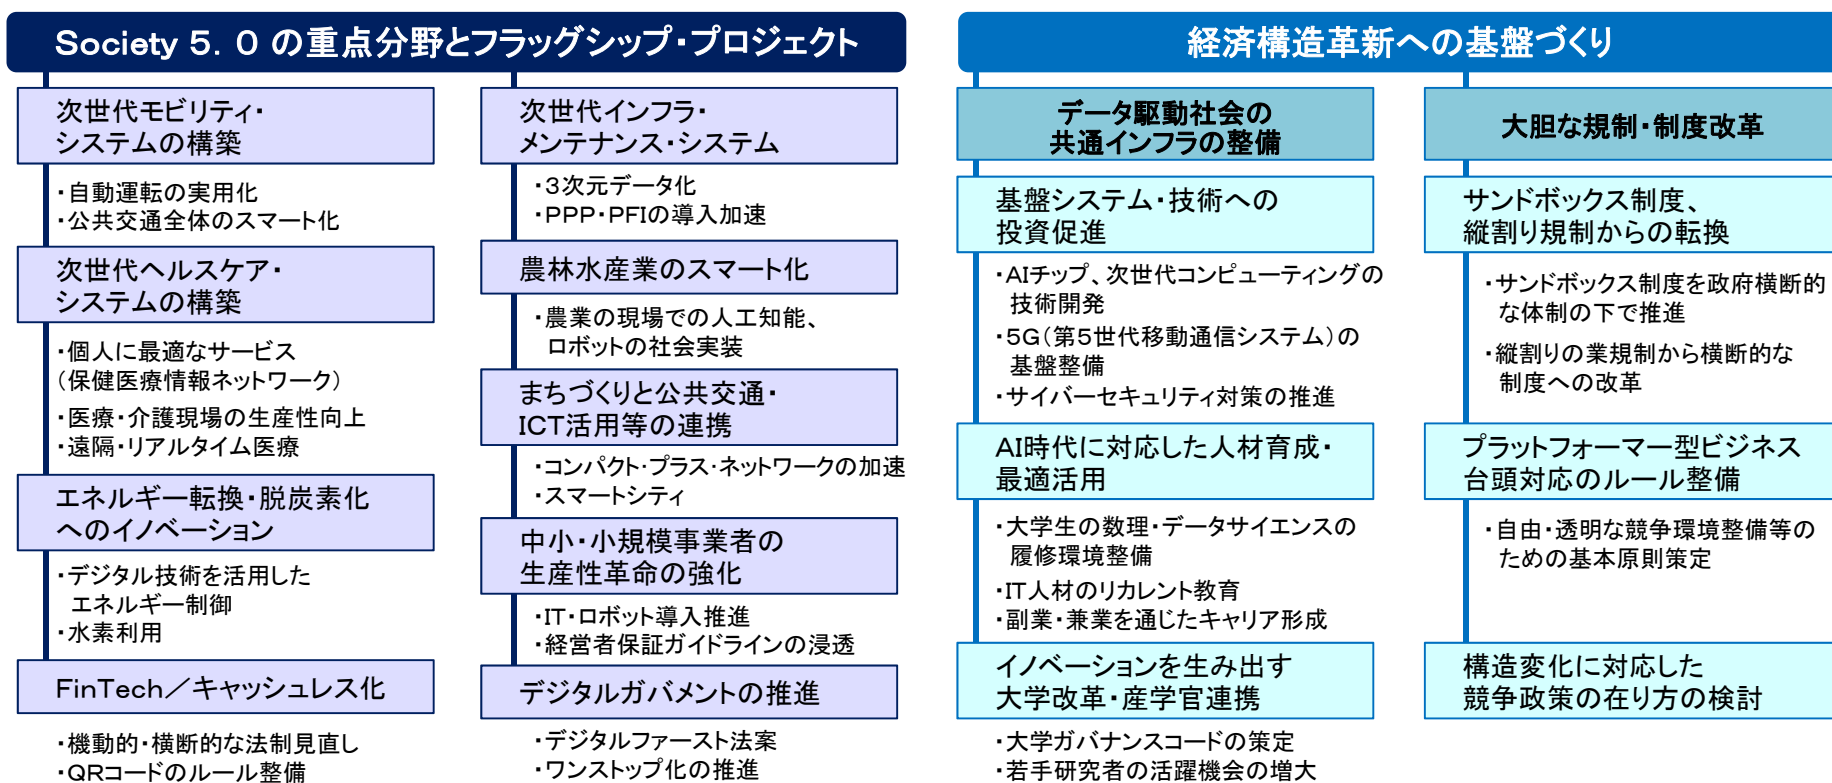 Society 5．0 の重点分野とフラッグシップ・プロジェクト
次世代モビリティ・
システムの構築
・自動運転の実用化
・公共交通全体のスマート化
次世代ヘルスケア・
システムの構築
・個人に最適なサービス
（保健医療情報ネットワーク）
・医療・介護現場の生産性向上
・遠隔・リアルタイム医療
エネルギー転換・脱炭素化
へのイノベーション
・デジタル技術を活用した
エネルギー制御
・水素利用
FinTech／キャッシュレス化
・機動的・横断的な法制見直し
・QRコードのルール整備
次世代インフラ・
メンテナンス・システム
・3次元データ化
・PPP・PFIの導入加速
農林水産業のスマート化
・農業の現場での人工知能、
ロボットの社会実装
まちづくりと公共交通・
ICT活用等の連携
・コンパクト・プラス・ネットワークの加速
・スマートシティ
中小・小規模事業者の
生産性革命の強化
・IT・ロボット導入推進
・経営者保証ガイドラインの浸透
デジタルガバメントの推進
・デジタルファースト法案
・ワンストップ化の推進
経済構造革新への基盤づくり
データ駆動社会の
共通インフラの整備
基盤システム・技術への
投資促進
・AIチップ、次世代コンピューティングの
技術開発
・5G（第5世代移動通信システム）の
基盤整備
・サイバーセキュリティ対策の推進
AI時代に対応した人材育成・
最適活用
・大学生の数理・データサイエンスの
履修環境整備
・IT人材のリカレント教育
・副業・兼業を通じたキャリア形成
イノベーションを生み出す
大学改革・産学官連携
・大学ガバナンスコードの策定
・若手研究者の活躍機会の増大
大胆な規制・制度改革
サンドボックス制度、
縦割り規制からの転換
・サンドボックス制度を政府横断的
な体制の下で推進
・縦割りの業規制から横断的な
制度への改革
プラットフォーマー型ビジネス
台頭対応のルール整備
・自由・透明な競争環境整備等の
ための基本原則策定
構造変化に対応した
競争政策の在り方の検討